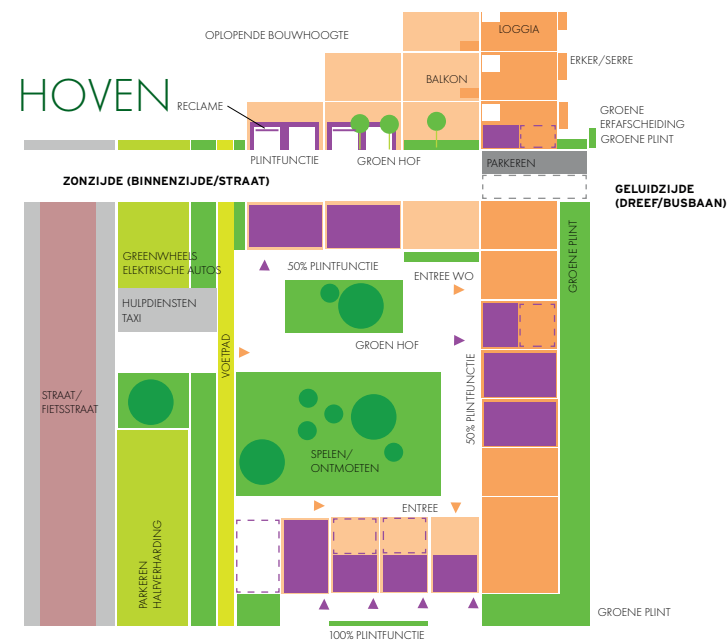 OPLOPENDE BOUWHOOGTE
LOGGIA
ERKER/SERRE
BALKON
HOVEN
RECLAME
GROENE
ERFAFSCHEIDING
GROENE PLINT
PLINTFUNCTIE
GROEN HOF
PARKEREN
ZONZIJDE (BINNENZIJDE/STRAAT)
GELUIDZIJDE
(DREEF/BUSBAAN)
GREENWHEELS
ELEKTRISCHE AUTOS
50% PLINTFUNCTIE
ENTREE WO
GROENE PLINT
HULPDIENSTEN
TAXI
VOETPAD
GROEN HOF
50% PLINTFUNCTIE
STRAAT/
FIETSSTRAAT
SPELEN/
ONTMOETEN
ENTREE
PARKEREN
HALFVERHARDING
GROENE PLINT
100% PLINTFUNCTIE